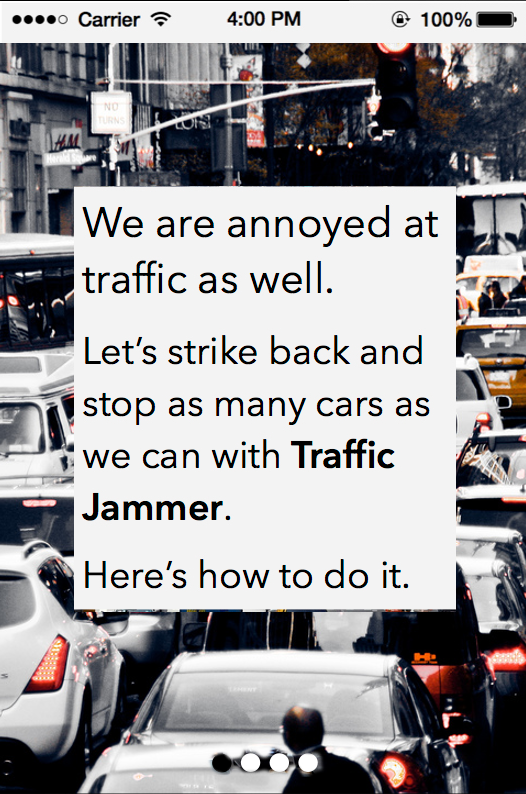 Carrier 4:00 PM 100%
NO
TURNS
H&M
LOFT
Herald Square
We are annoyed at
traffic as well.
Let's strike back and
stop as many cars as
we can with Traffic
Jammer.
Here's how to do it.